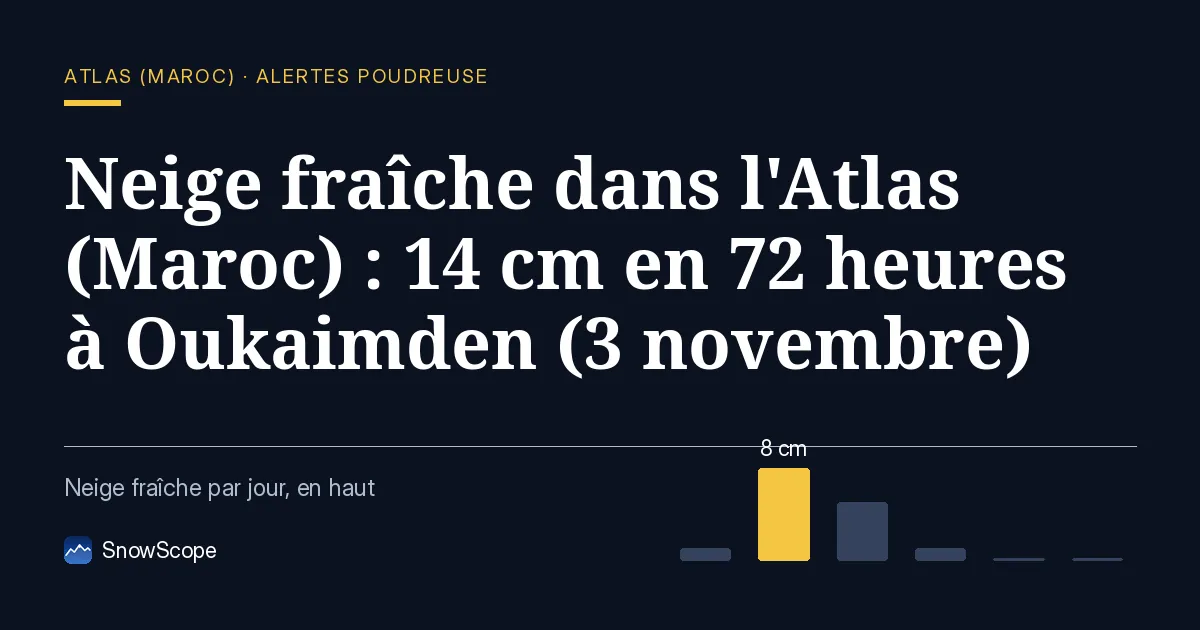 ATLAS (MAROC) · ALERTES POUDREUSE
Neige fraîche dans l'Atlas
(Maroc) : 14 cm en 72 heures
à Oukaimden (3 novembre)
8 cm
Neige fraîche par jour, en haut
SnowScope